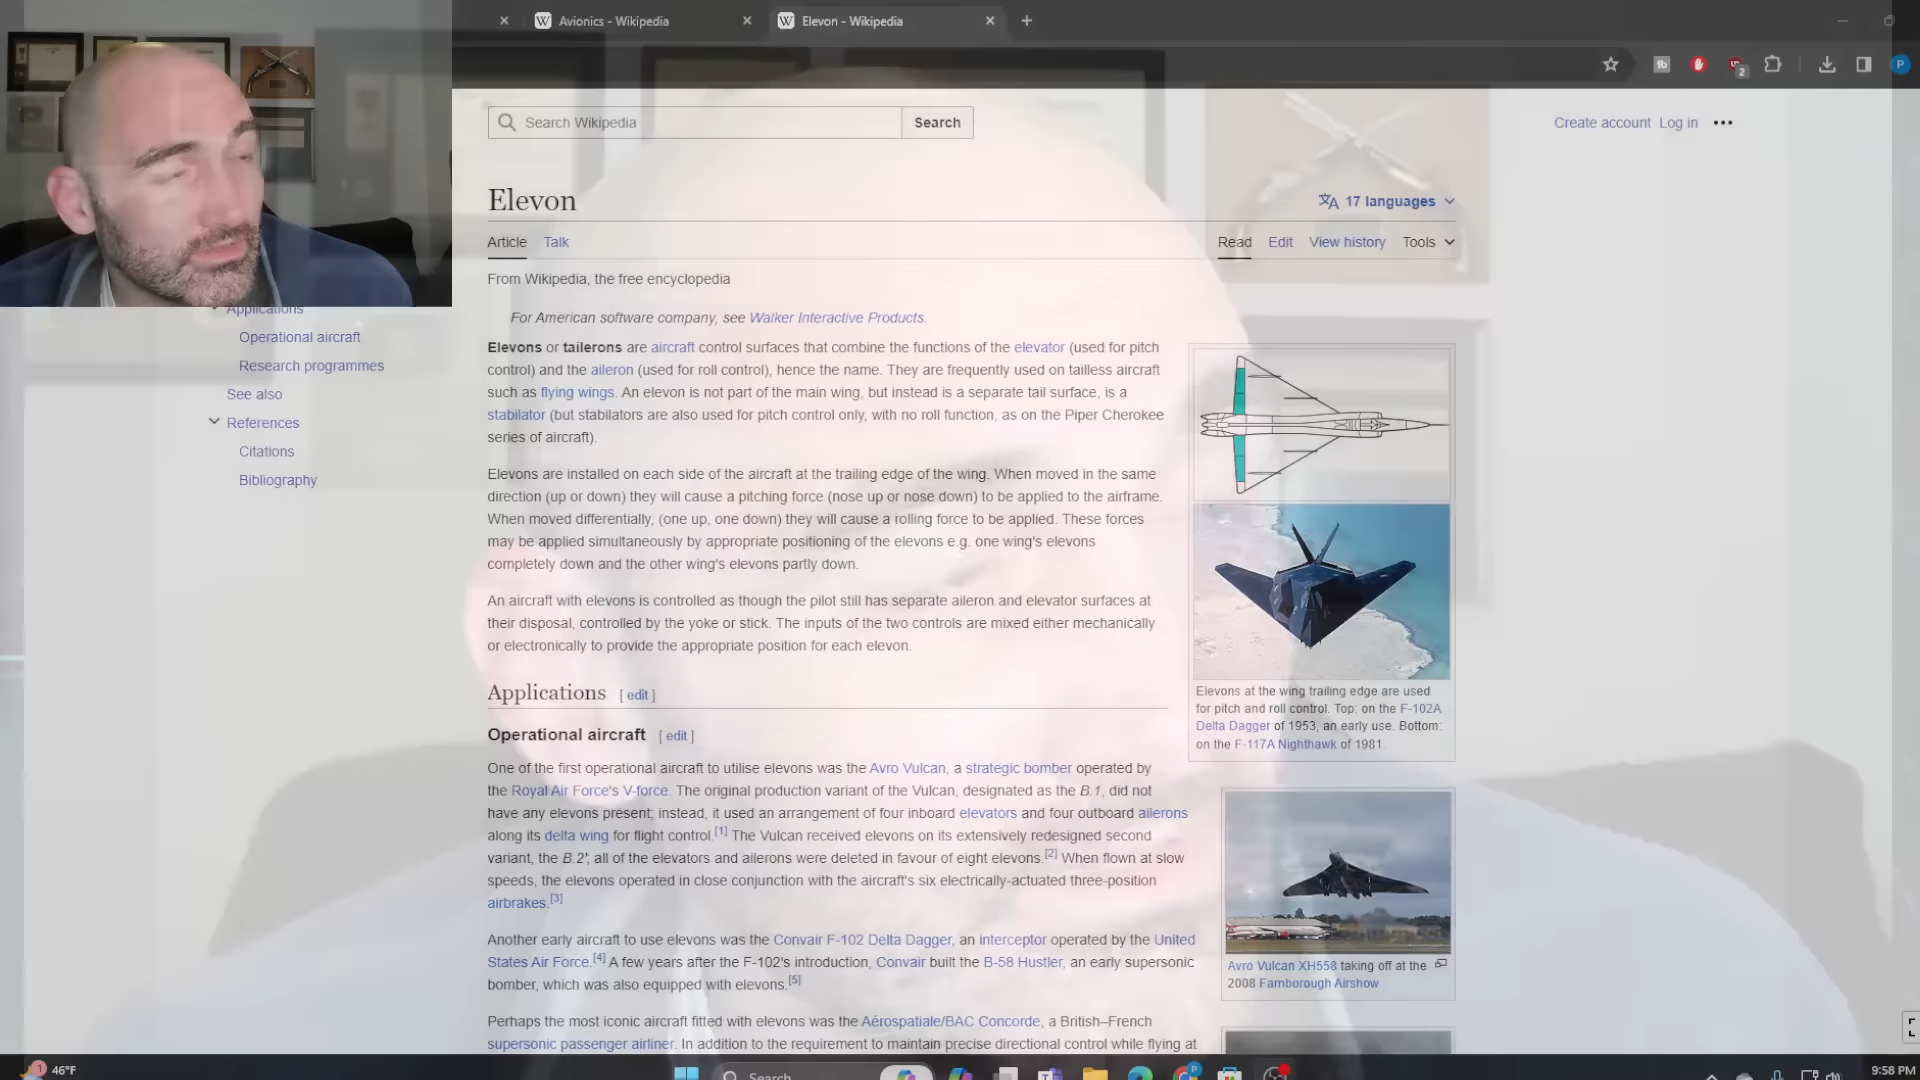 Avionics - Wikipedia
Elevon - Wikipedia
2
P
Search Wikipedia
Search
Create account Log in
Elevon
17 languages
Article Talk
Read Edit View history Tools
From Wikipedia, the free encyclopedia
For American software company, see Walker Interactive Products.
Elevons or tailerons are aircraft control surfaces that combine the functions of the elevator (used for pitch
control) and the aileron (used for roll control), hence the name. They are frequently used on tailless aircraft
such as flying wings. An elevon is not part of the main wing, but instead is a separate tail surface, is a
stabilator (but stabilators are also used for pitch control only, with no roll function, as on the Piper Cherokee
series of aircraft).
Elevons are installed on each side of the aircraft at the trailing edge of the wing. When moved in the same
direction (up or down) they will cause a pitching force (nose up or nose down) to be applied to the airframe.
When moved differentially, (one up, one down) they will cause a rolling force to be applied. These forces
may be applied simultaneously by appropriate positioning of the elevons e.g. one wing's elevons
completely down and the other wing's elevons partly down.
An aircraft with elevons is controlled as though the pilot still has separate aileron and elevator surfaces at
their disposal, controlled by the yoke or stick. The inputs of the two controls are mixed either mechanically
or electronically to provide the appropriate position for each elevon.
Applications [ edit ]
Operational aircraft [ edit ]
One of the first operational aircraft to utilise elevons was the Avro Vulcan, a strategic bomber operated by
the Royal Air Force's V-force. The original production variant of the Vulcan, designated as the B.1, did not
have any elevons present; instead, it used an arrangement of four inboard elevators and four outboard ailerons
along its delta wing for flight control.[1] The Vulcan received elevons on its extensively redesigned second
variant, the B.2; all of the elevators and ailerons were deleted in favour of eight elevons.[2] When flown at slow
speeds, the elevons operated in close conjunction with the aircraft's six electrically-actuated three-position
airbrakes.[3]
Another early aircraft to use elevons was the Convair F-102 Delta Dagger, an interceptor operated by the United
States Air Force.[4] A few years after the F-102's introduction, Convair built the B-58 Hustler, an early supersonic
bomber, which was also equipped with elevons.[5]
Perhaps the most iconic aircraft fitted with elevons was the Aérospatiale/BAC Concorde, a British–French
supersonic passenger airliner. In addition to the requirement to maintain precise directional control while flying at
Applications
Operational aircraft
Research programmes
See also
References
Citations
Bibliography
Elevons at the wing trailing edge are used
for pitch and roll control. Top: on the F-102A
Delta Dagger of 1953, an early use. Bottom:
on the F-117A Nighthawk of 1981.
Avro Vulcan XH558 taking off at the
2008 Farnborough Airshow
1
46°F
Search
9:58 PM